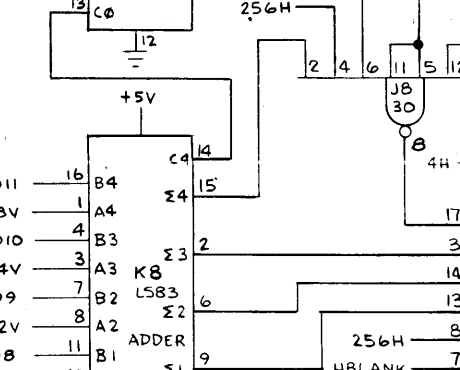 13 CØ
12
256H
2 4 6 11 5 12
J8
30
8
+5V
4H
C4 14
16 B4
15
Σ4
1 A4
17
4 B3
Σ3 2
3
3 A3
K8
14
7 B2
LS83
Σ2 6
13
8 A2
ADDER
256H 8
11 B1
Σ1 9
HBLANK 7